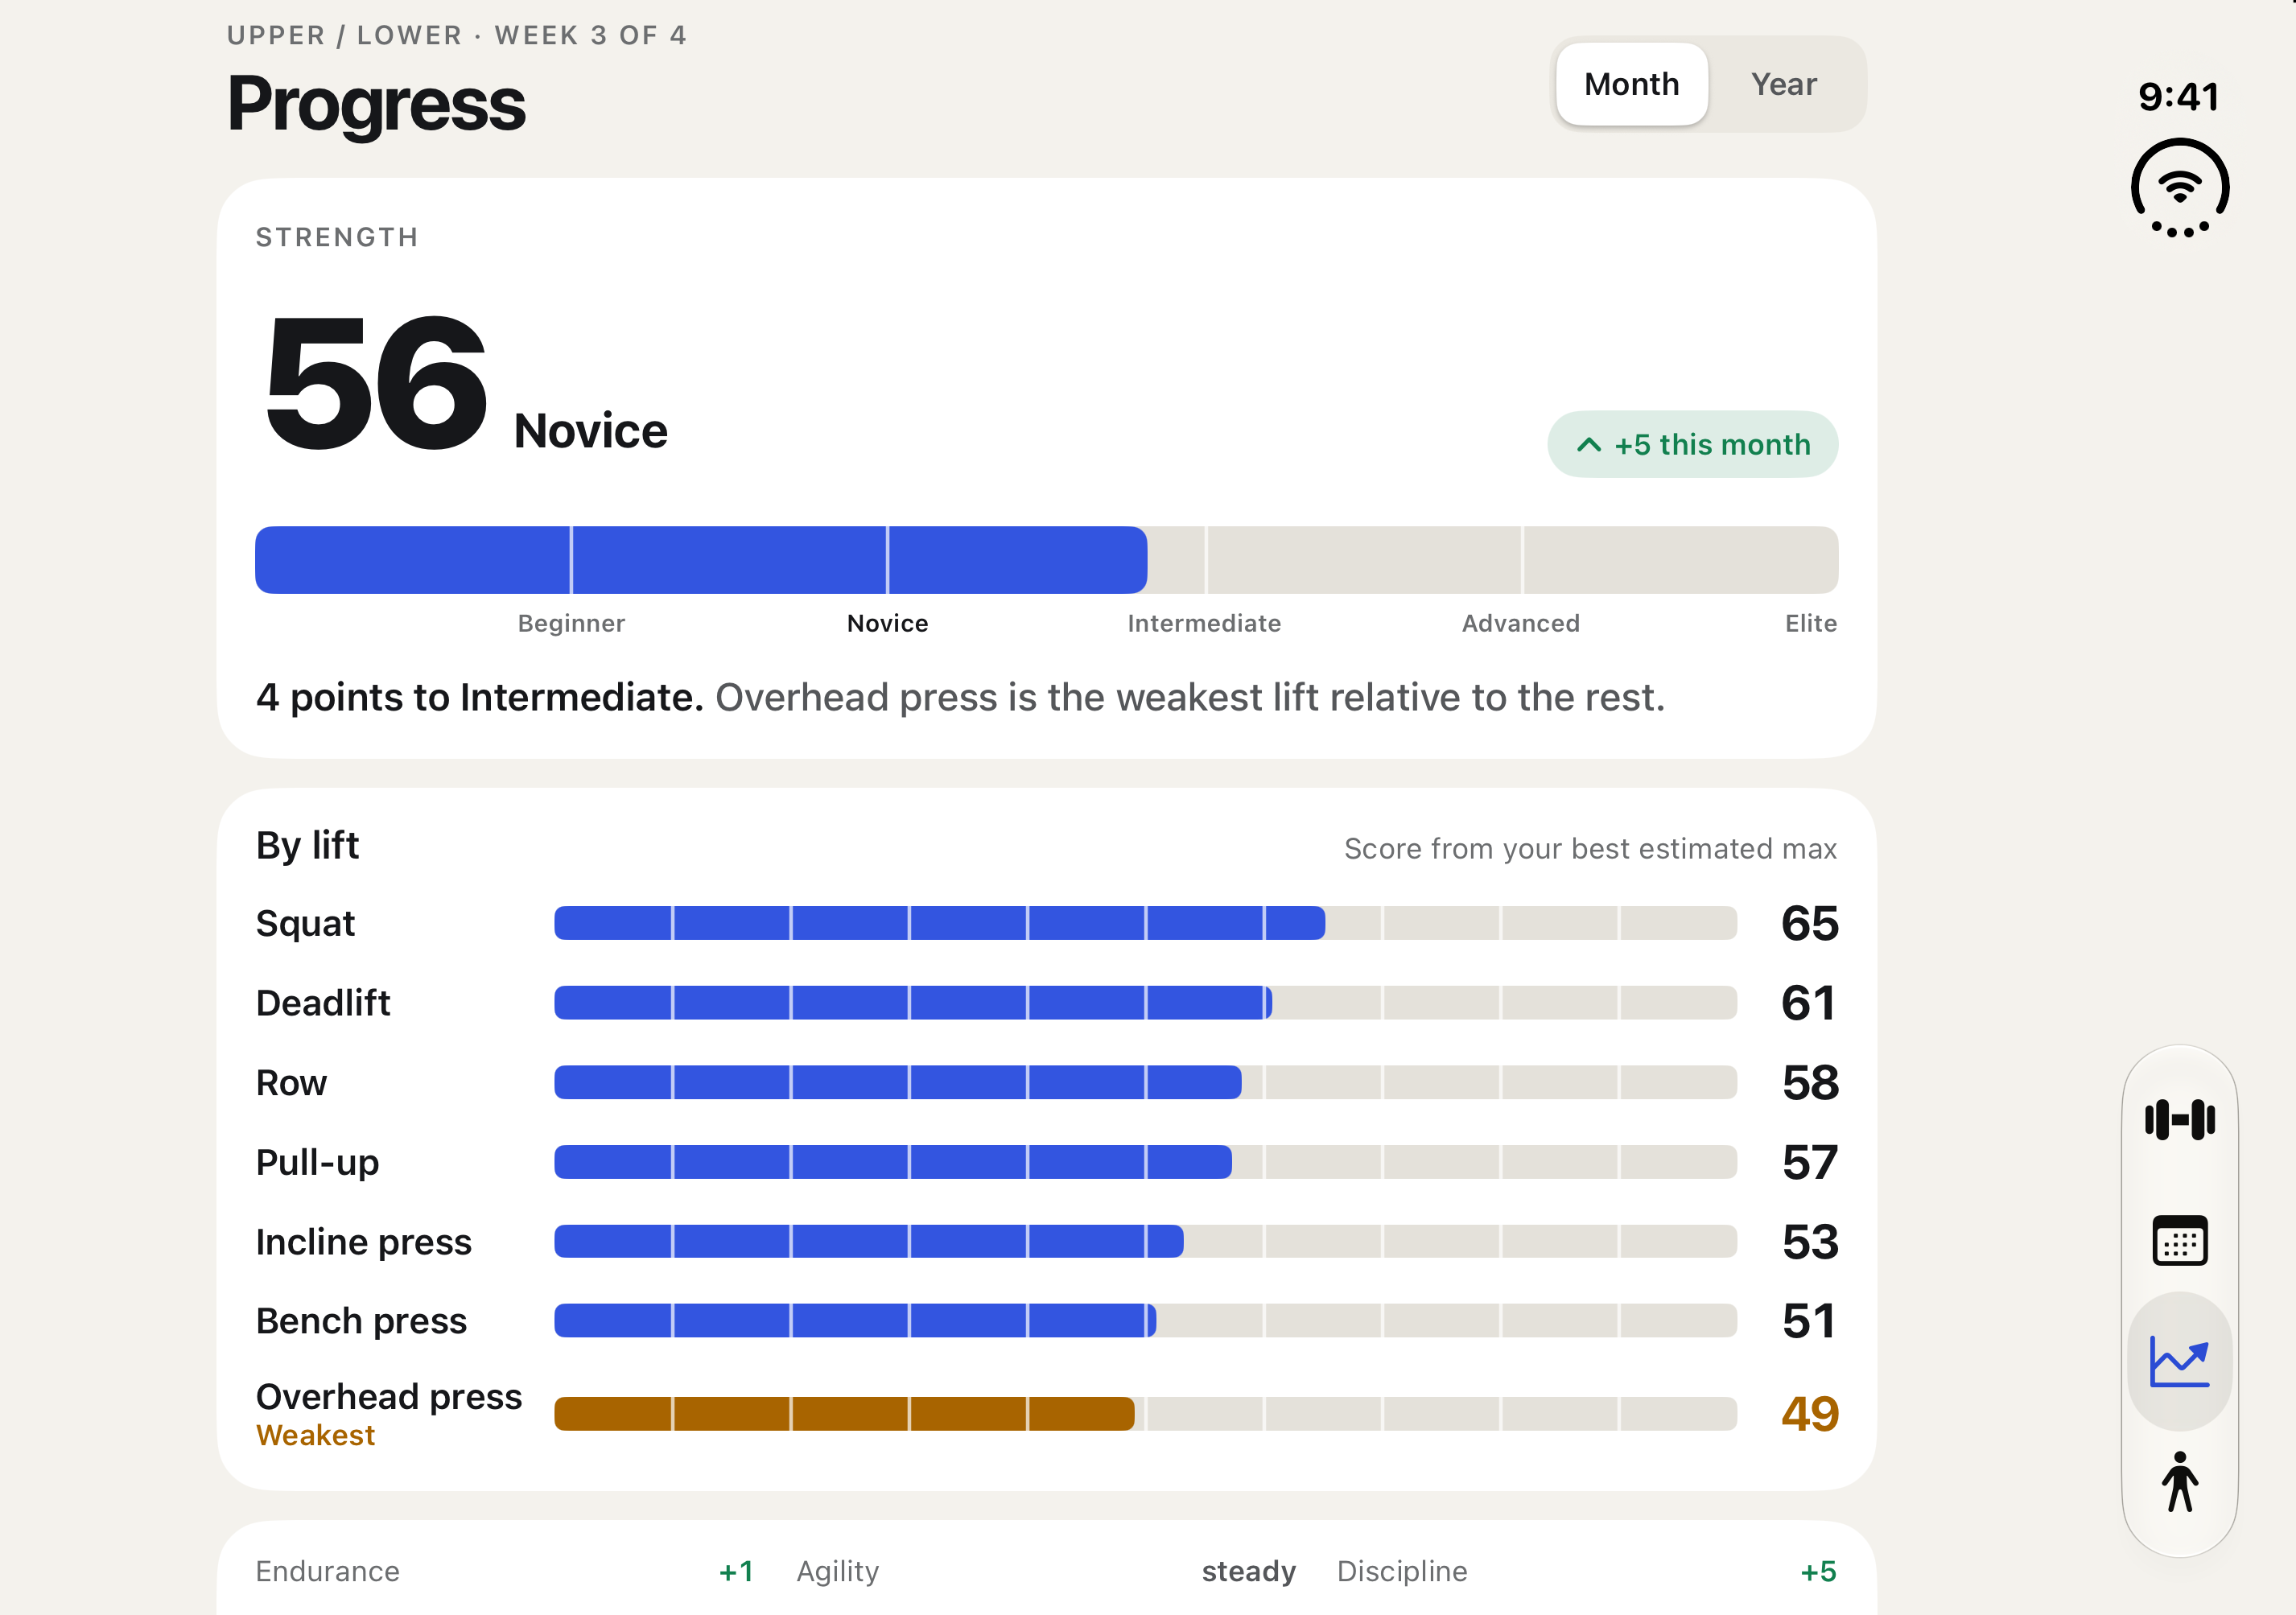 UPPER / LOWER · WEEK 3 OF 4
Progress
Month Year
9:41
STRENGTH
56 Novice
+5 this month
Beginner Novice Intermediate Advanced Elite
4 points to Intermediate. Overhead press is the weakest lift relative to the rest.
By lift Score from your best estimated max
Squat 65
Deadlift 61
Row 58
Pull-up 57
Incline press 53
Bench press 51
Overhead press 49
Weakest
Endurance +1 Agility steady Discipline +5